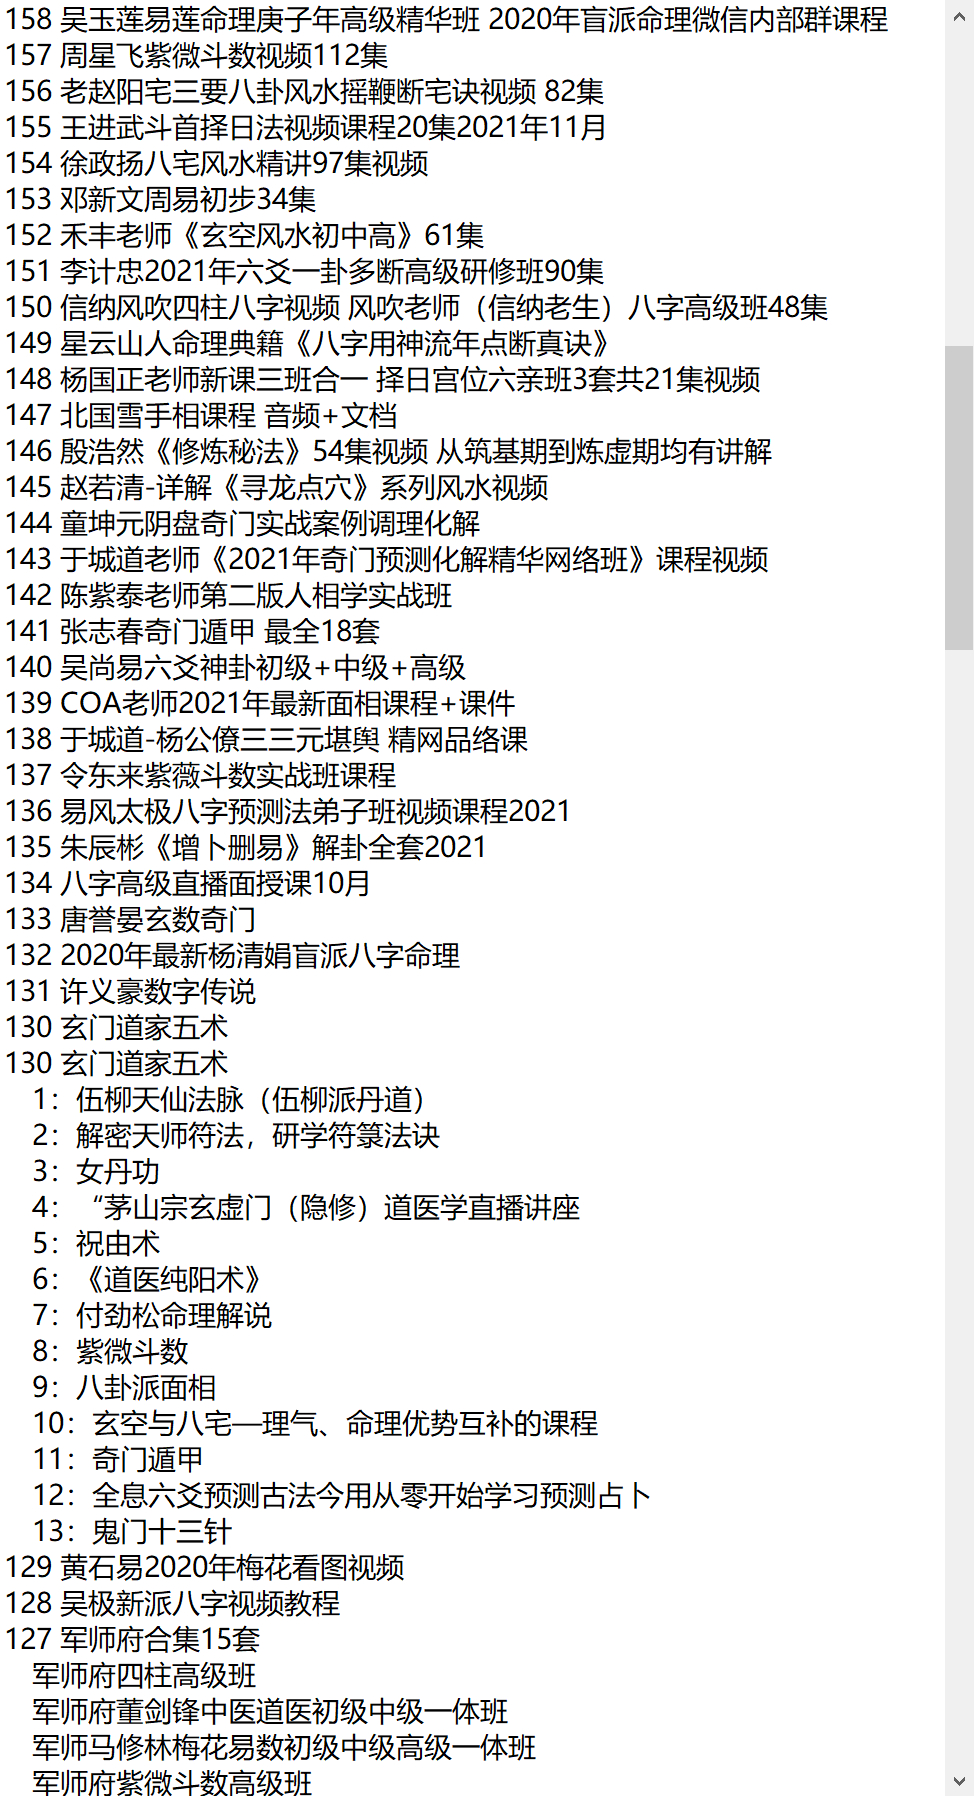 158 吴玉莲易莲命理庚子年高级精华班 2020年盲派命理微信内部群课程
157 周星飞紫微斗数视频112集
156 老赵阳宅三要八卦风水摇鞭断宅诀视频 82集
155 王进武斗首择日法视频课程20集2021年11月
154 徐政扬八宅风水精讲97集视频
153 邓新文周易初步34集
152 禾丰老师《玄空风水初中高》61集
151 李计忠2021年六爻一卦多断高级研修班90集
150 信纳风吹四柱八字视频 风吹老师（信纳老生）八字高级班48集
149 星云山人命理典籍《八字用神流年点断真诀》
148 杨国正老师新课三班合一 择日宫位六亲班3套共21集视频
147 北国雪手相课程 音频+文档
146 殷浩然《修炼秘法》54集视频 从筑基期到炼虚期均有讲解
145 赵若清-详解《寻龙点穴》系列风水视频
144 童坤元阴盘奇门实战案例调理化解
143 于城道老师《2021年奇门预测化解精华网络班》课程视频
142 陈紫泰老师第二版人相学实战班
141 张志春奇门遁甲 最全18套
140 吴尚易六爻神卦初级+中级+高级
139 COA老师2021年最新面相课程+课件
138 于城道-杨公僚三三元堪舆 精网品络课
137 令东来紫薇斗数实战班课程
136 易风太极八字预测法弟子班视频课程2021
135 朱辰彬《增卜删易》解卦全套2021
134 八字高级直播面授课10月
133 唐誉晏玄数奇门
132 2020年最新杨清娟盲派八字命理
131 许义豪数字传说
130 玄门道家五术
130 玄门道家五术
1：伍柳天仙法脉（伍柳派丹道）
2：解密天师符法，研学符箓法诀
3：女丹功
4：“茅山宗玄虚门（隐修）道医学直播讲座
5：祝由术
6：《道医纯阳术》
7：付劲松命理解说
8：紫微斗数
9：八卦派面相
10：玄空与八宅—理气、命理优势互补的课程
11：奇门遁甲
12：全息六爻预测古法今用从零开始学习预测占卜
13：鬼门十三针
129 黄石易2020年梅花看图视频
128 吴极新派八字视频教程
127 军师府合集15套
军师府四柱高级班
军师府董剑锋中医道医初级中级一体班
军师马修林梅花易数初级中级高级一体班
军师府紫微斗数高级班